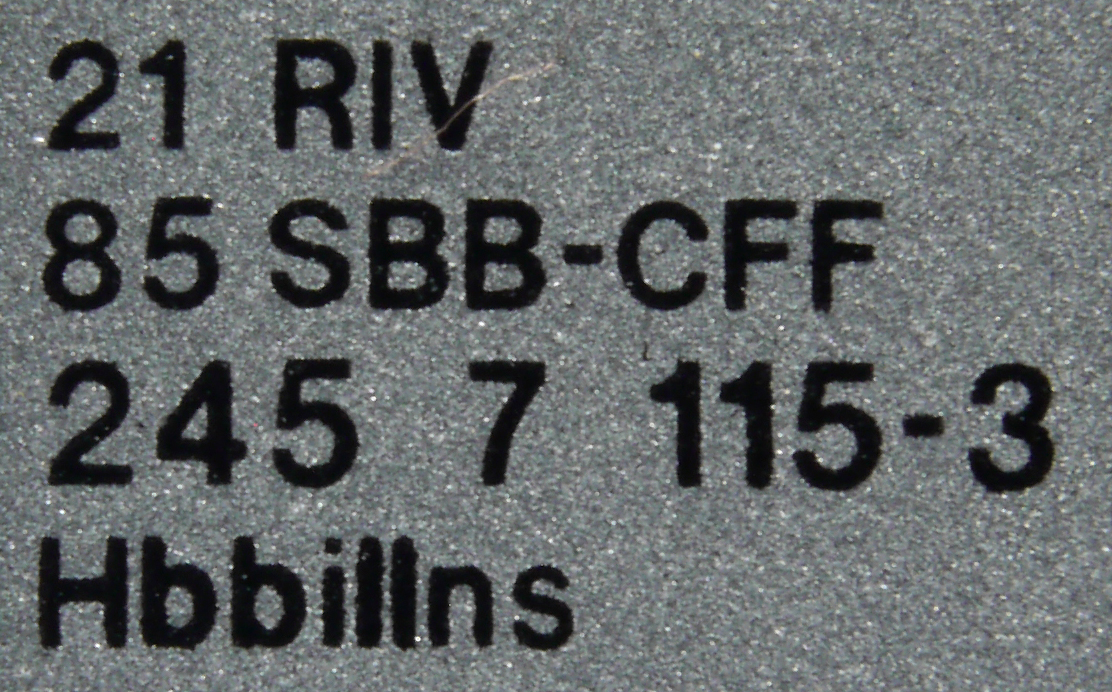 21 RIV
85 SBB-CFF
245 7 115-3
Hbbillns